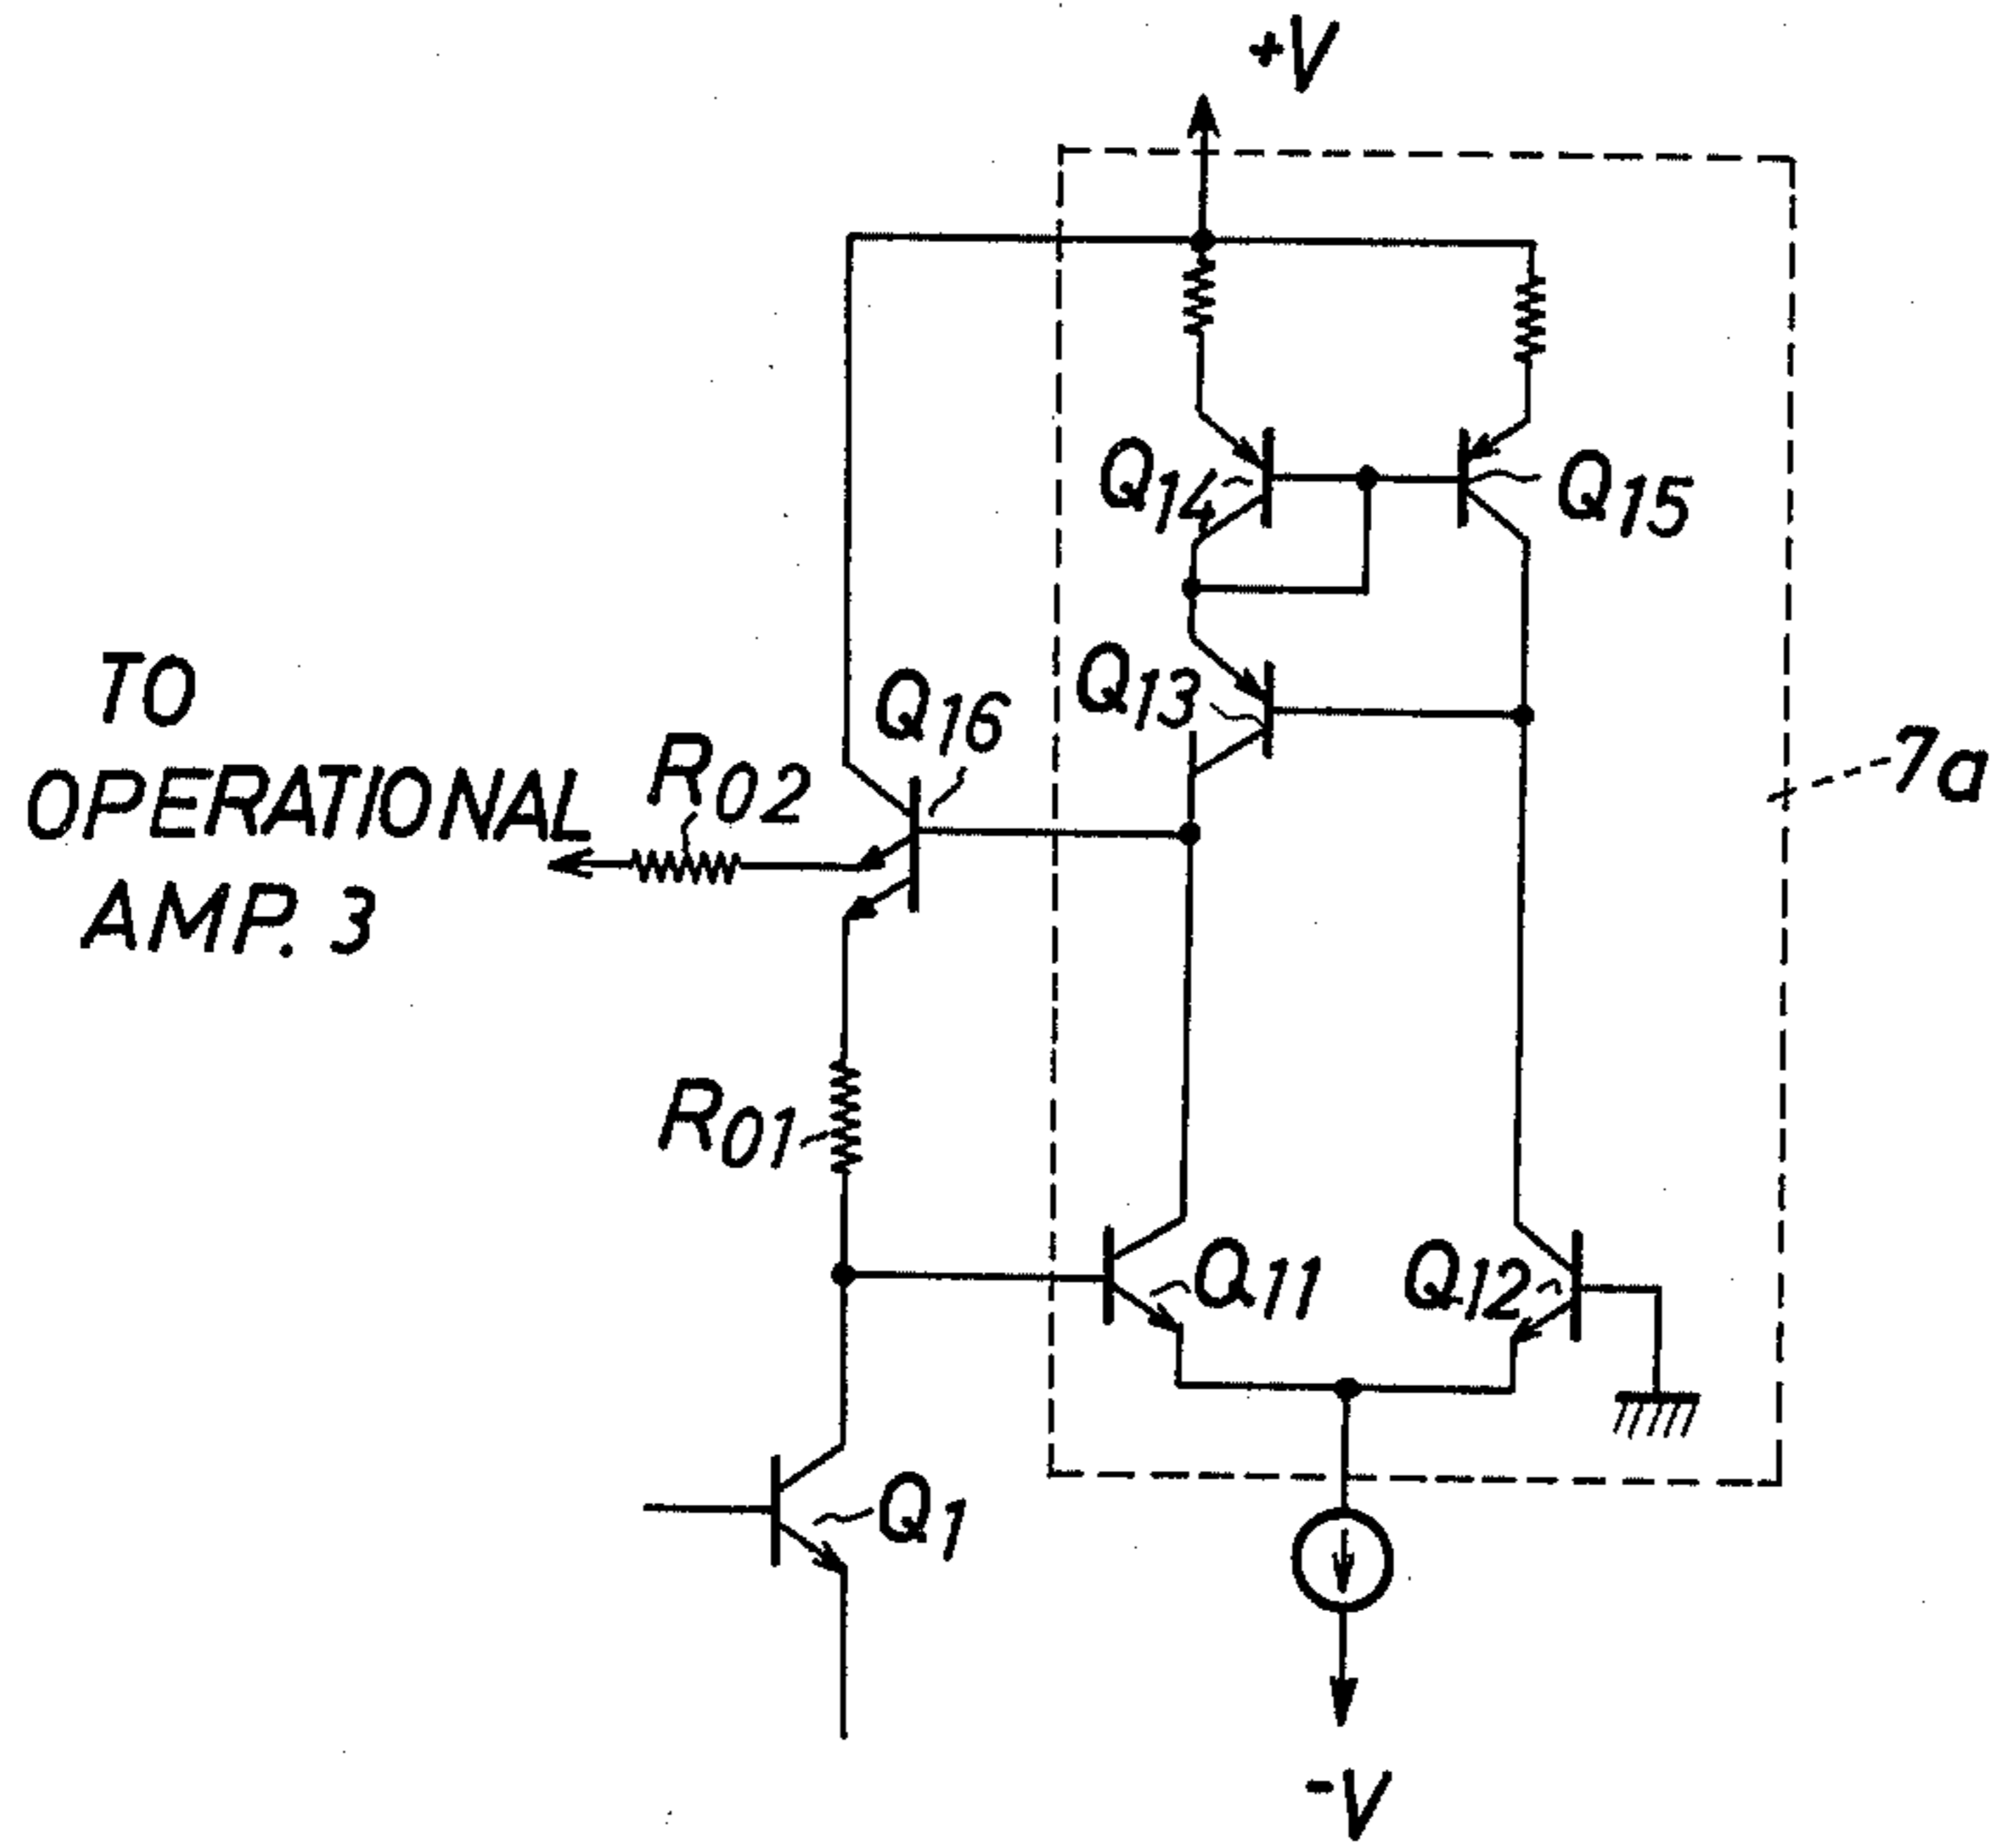 +V
Q14
Q15
Q13
TO
OPERATIONAL
AMP. 3
Q16
R02
7a
R01
Q11
Q12
Q1
-V